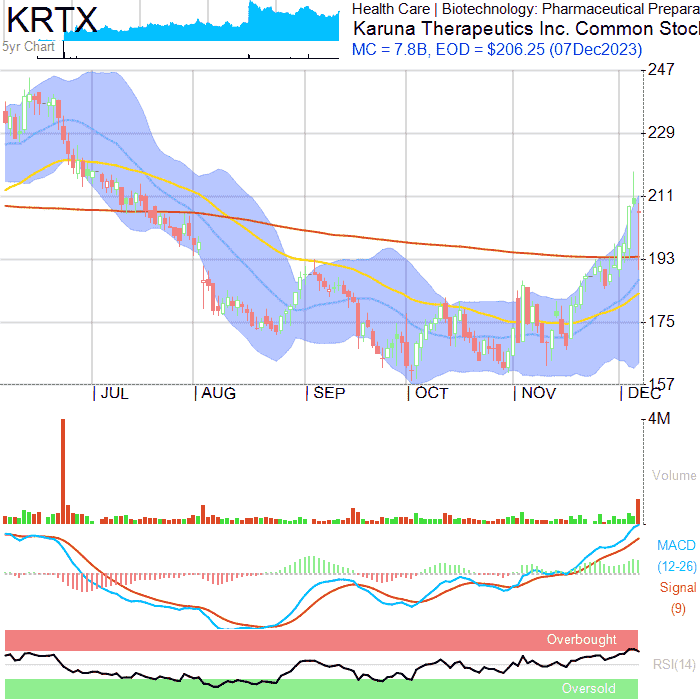 KRTX
5yr Chart
Health Care | Biotechnology: Pharmaceutical Prepara
Karuna Therapeutics Inc. Common Stoc
MC = 7.8B, EOD = $206.25 (07Dec2023)
247
229
211
193
175
157
JUL AUG SEP OCT NOV DEC
4M
Volume
MACD
(12-26)
Signal
(9)
Overbought
RSI(14)
Oversold